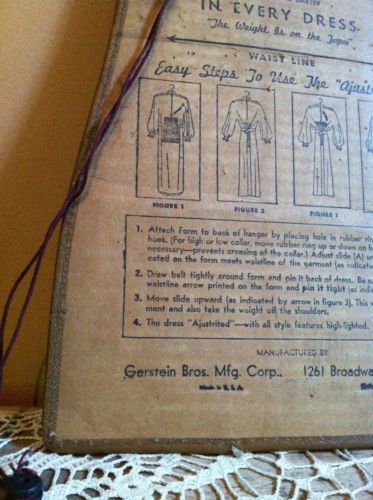 IN EVERY DRESS
"The Weight Is on the Tape"
WAIST LINE
Easy Steps To Use The "Ajust
FIGURE 1
FIGURE 2
FIGURE 3
1. Attach Form to back of hanger by placing hole in rubber rin
hook. (For high or low collar, move rubber ring up or down on h
necessary—prevents creasing of the collar.) Adjust slide (A) u
cated on the form meets waistline of the garment (as indicat
2. Draw belt tightly around form and pin it back of dress. Be su
waistline arrow printed on the form and pin it tight (as indicat
3. Move slide upward (as indicated by arrow in figure 3). This w
ment and also take the weight off the shoulders.
4. The dress "Ajustrited"—with all style features high-lighted.
MANUFACTURED BY
Gerstein Bros. Mfg. Corp., 1261 Broadwa
Made in U. S. A.